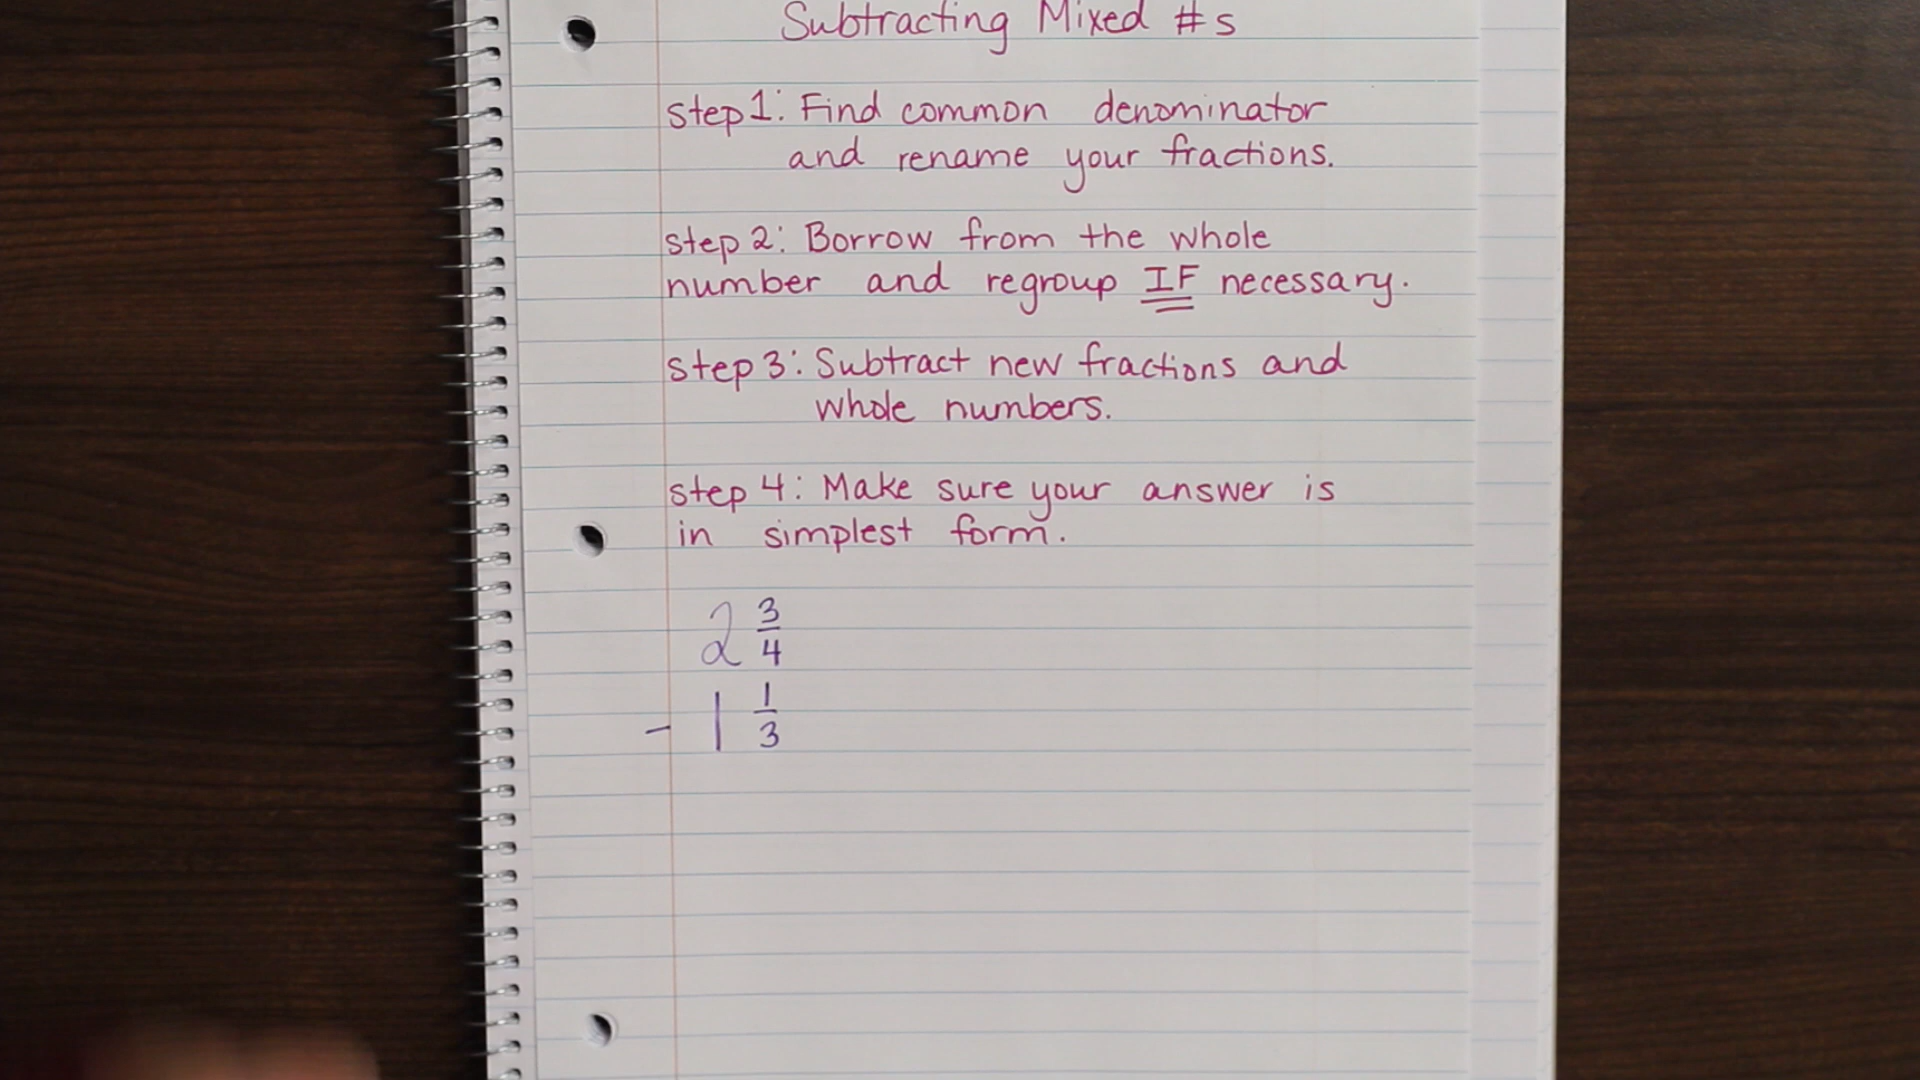 Subtracting Mixed #s
step 1: Find common denominator
and rename your fractions.
step 2: Borrow from the whole
number and regroup IF necessary.
step 3: Subtract new fractions and
whole numbers.
step 4: Make sure your answer is
in simplest form.
2 3/4
- 1 1/3